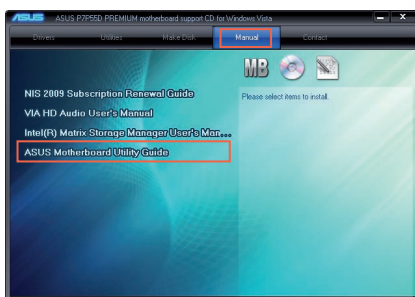 ASUS ASUS P7P55D PREMIUM motherboard support CD for Windows Vista
Drivers Utilities Make Disk Manual Contact
MB
NIS 2009 Subscription Renewal Guide
Please select items to install.
VIA HD Audio User's Manual
Intel(R) Matrix Storage Manager User's Man...
ASUS Motherboard Utility Guide